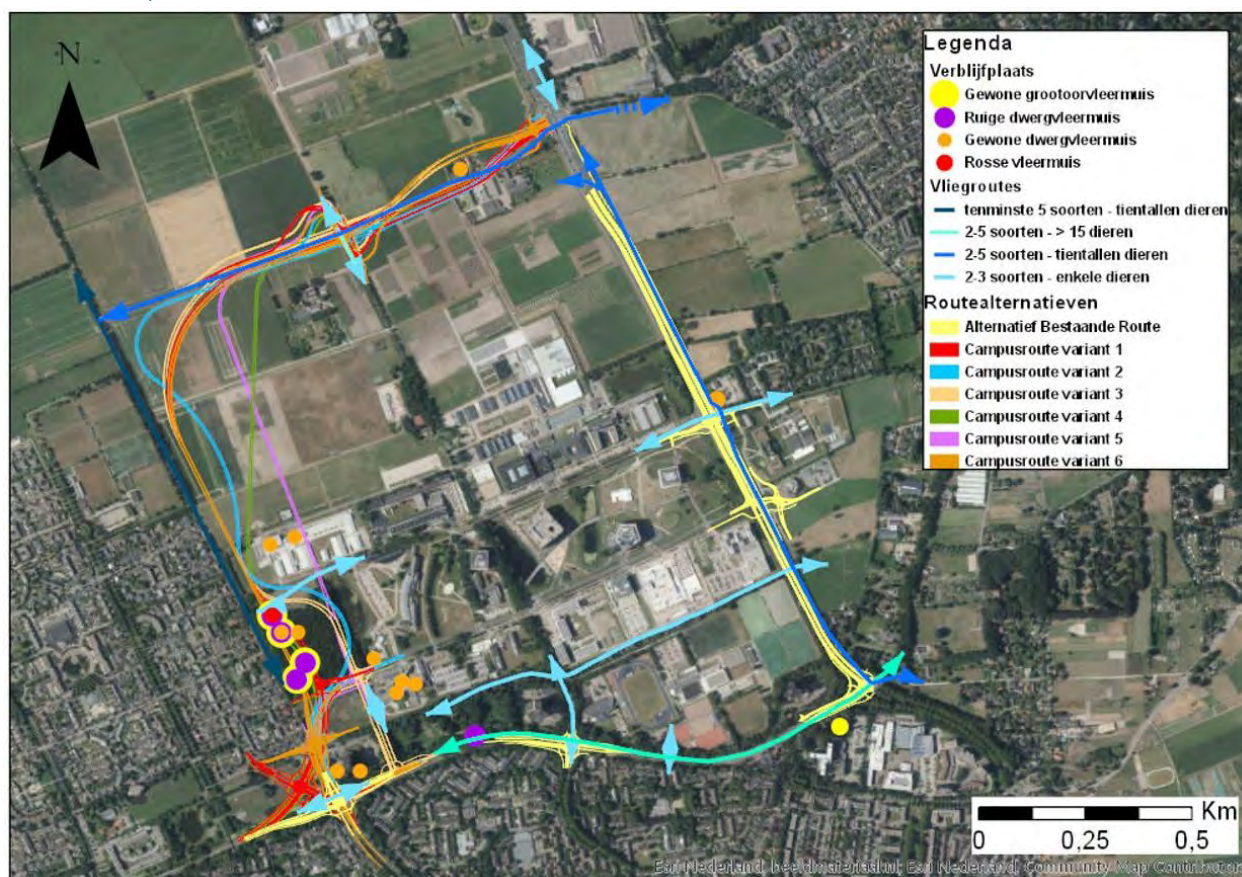 N
Legenda
Verblijfplaats
Gewone grootoorvleermuis
Ruige dwergvleermuis
Gewone dwergvleermuis
Rosse vleermuis
Vliegroutes
tenminste 5 soorten - tientallen dieren
2-5 soorten - > 15 dieren
2-5 soorten - tientallen dieren
2-3 soorten - enkele dieren
Routealternatieven
Alternatief Bestaande Route
Campusroute variant 1
Campusroute variant 2
Campusroute variant 3
Campusroute variant 4
Campusroute variant 5
Campusroute variant 6
Km
0 0,25 0,5
Esri Nederland, beeldmateriaal.nl, Esri Nederland, Community Map Contributors